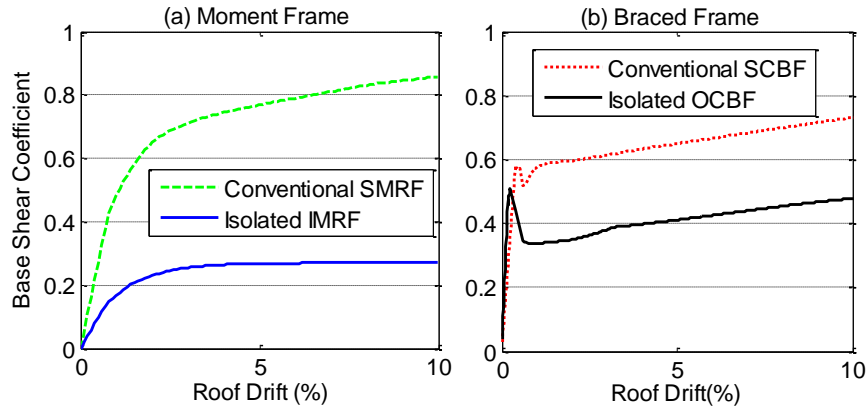 (a) Moment Frame
1
0.8
0.6
0.4
0.2
0
0
5
10
Base Shear Coefficient
Roof Drift (%)
Conventional SMRF
Isolated IMRF
(b) Braced Frame
1
0.8
0.6
0.4
0.2
0
0
5
10
Roof Drift(%)
Conventional SCBF
Isolated OCBF